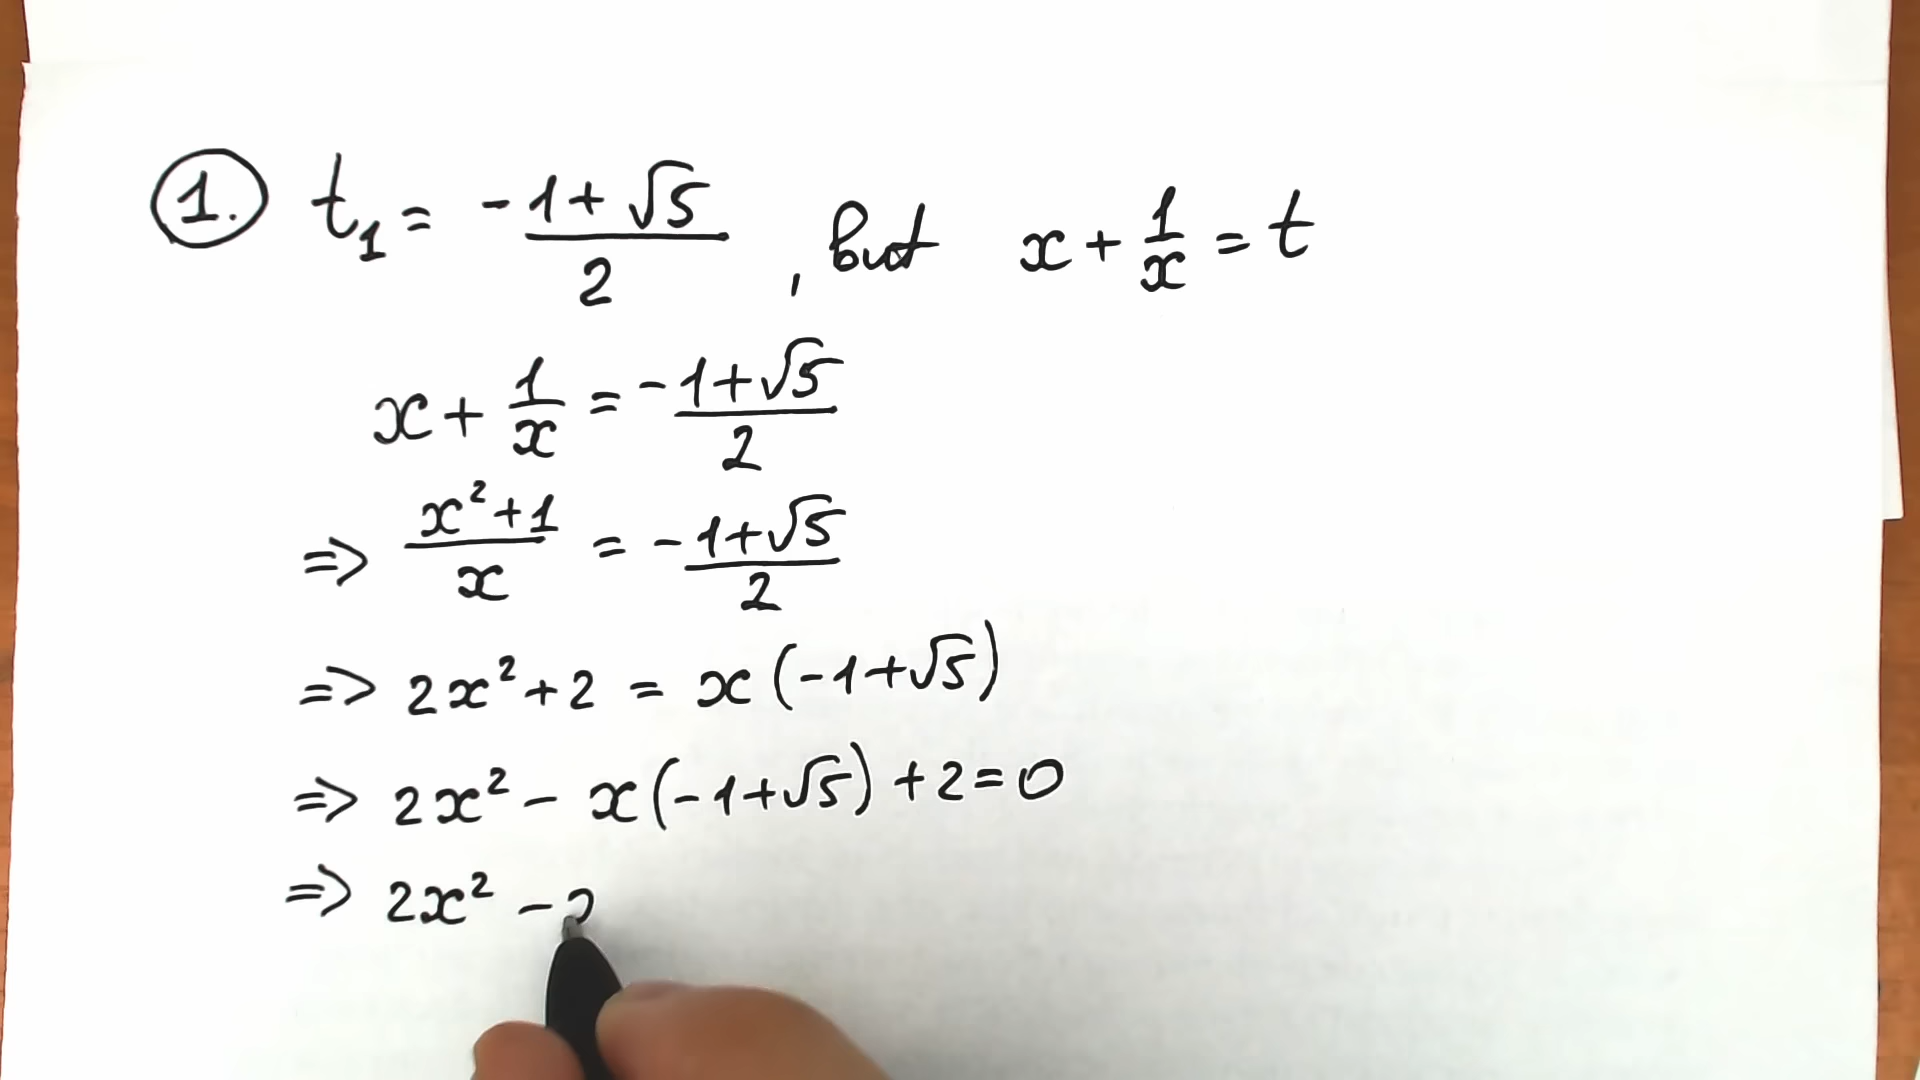 1. t₁ = (-1+√5)/2 , but x + 1/x = t
x + 1/x = (-1+√5)/2
=> (x²+1)/x = (-1+√5)/2
=> 2x²+2 = x(-1+√5)
=> 2x² - x(-1+√5) +2=0
=> 2x² -